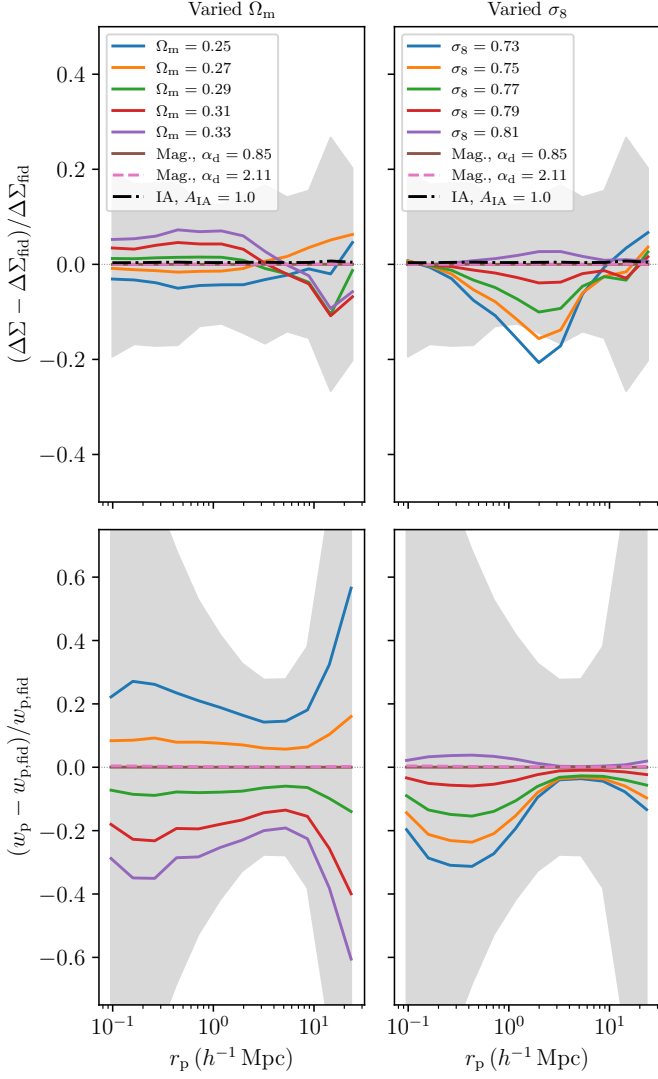 Varied Ωm
Varied σ8
Ωm = 0.25
Ωm = 0.27
Ωm = 0.29
Ωm = 0.31
Ωm = 0.33
Mag., αd = 0.85
Mag., αd = 2.11
IA, AIA = 1.0
σ8 = 0.73
σ8 = 0.75
σ8 = 0.77
σ8 = 0.79
σ8 = 0.81
Mag., αd = 0.85
Mag., αd = 2.11
IA, AIA = 1.0
(ΔΣ − ΔΣfid)/ΔΣfid
0.4
0.2
0.0
−0.2
−0.4
(wp − wp,fid)/wp,fid
0.6
0.4
0.2
0.0
−0.2
−0.4
−0.6
10−1 100 101
10−1 100 101
rp (h−1 Mpc)
rp (h−1 Mpc)